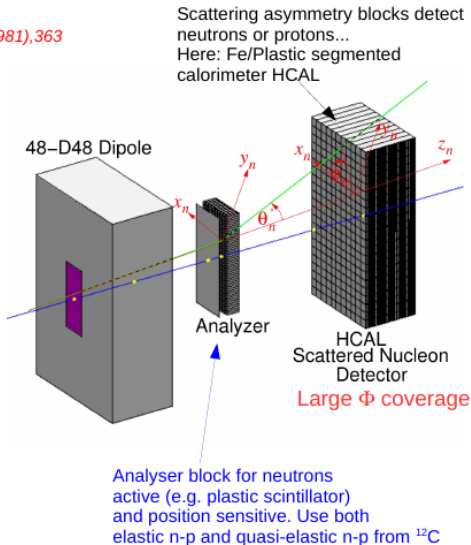 Scattering asymmetry blocks detect
neutrons or protons...
Here: Fe/Plastic segmented
calorimeter HCAL
981),363
48-D48 Dipole
y_n
x_n
θ_n'
x_n
y_n
z_n
Analyzer
HCAL
Scattered Nucleon
Detector
Large Φ coverage
Analyser block for neutrons
active (e.g. plastic scintillator)
and position sensitive. Use both
elastic n-p and quasi-elastic n-p from ¹²C